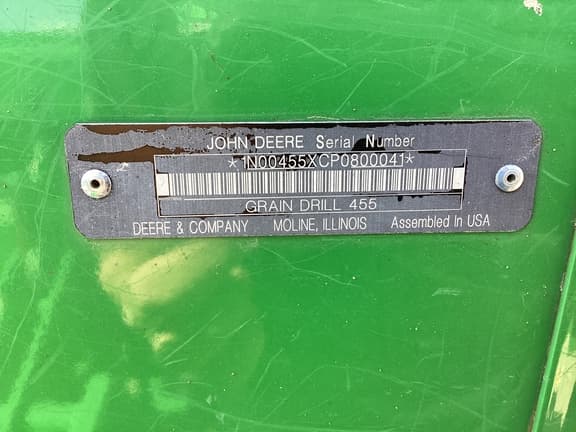 JOHN DEERE Serial Number
*1N00455XCP0800041*
GRAIN DRILL 455
DEERE & COMPANY MOLINE, ILLINOIS Assembled In USA